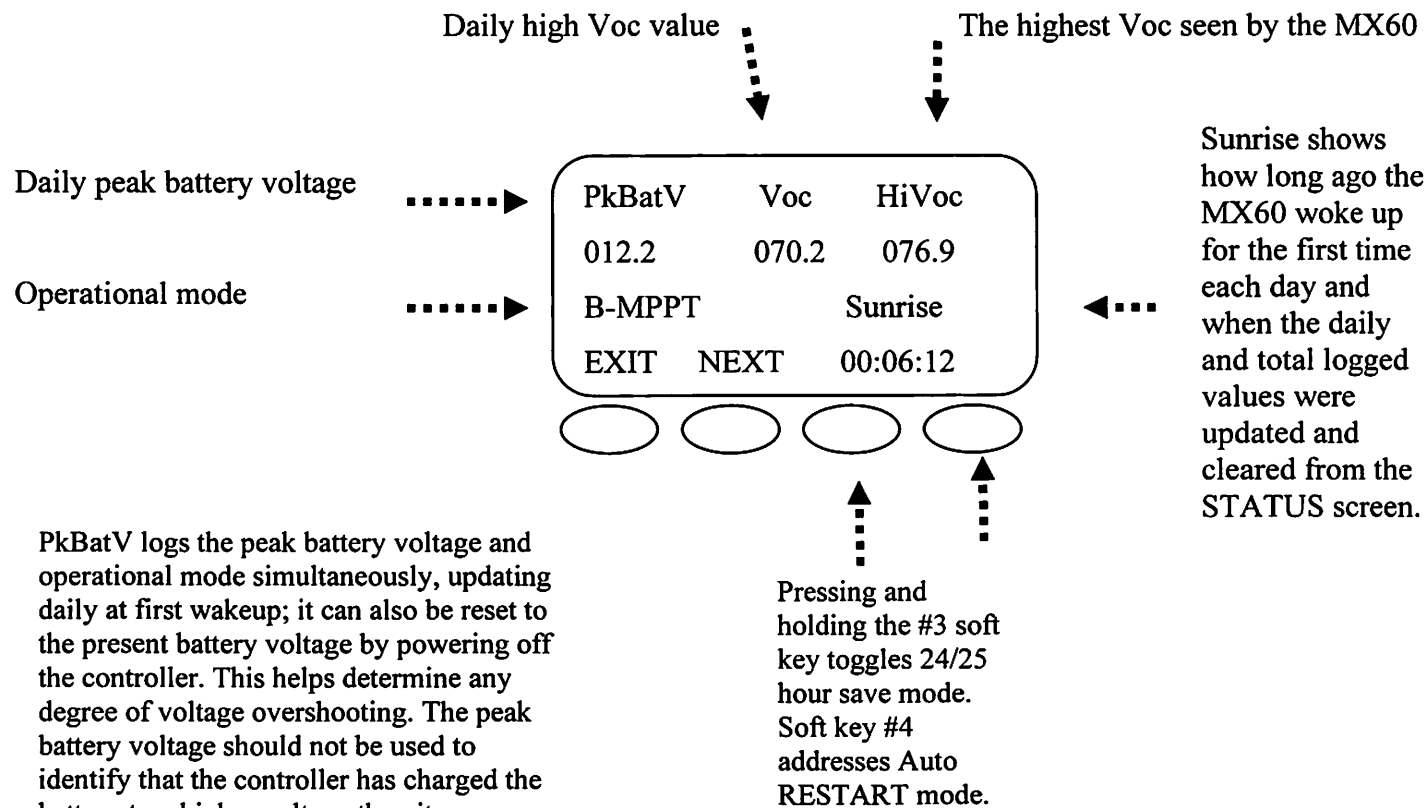 Daily high Voc value
The highest Voc seen by the MX60
Daily peak battery voltage
Operational mode
PkBatV Voc HiVoc
012.2 070.2 076.9
B-MPPT Sunrise
EXIT NEXT 00:06:12
Sunrise shows
how long ago the
MX60 woke up
for the first time
each day and
when the daily
and total logged
values were
updated and
cleared from the
STATUS screen.
PkBatV logs the peak battery voltage and
operational mode simultaneously, updating
daily at first wakeup; it can also be reset to
the present battery voltage by powering off
the controller. This helps determine any
degree of voltage overshooting. The peak
battery voltage should not be used to
identify that the controller has charged the
Pressing and
holding the #3 soft
key toggles 24/25
hour save mode.
Soft key #4
addresses Auto
RESTART mode.